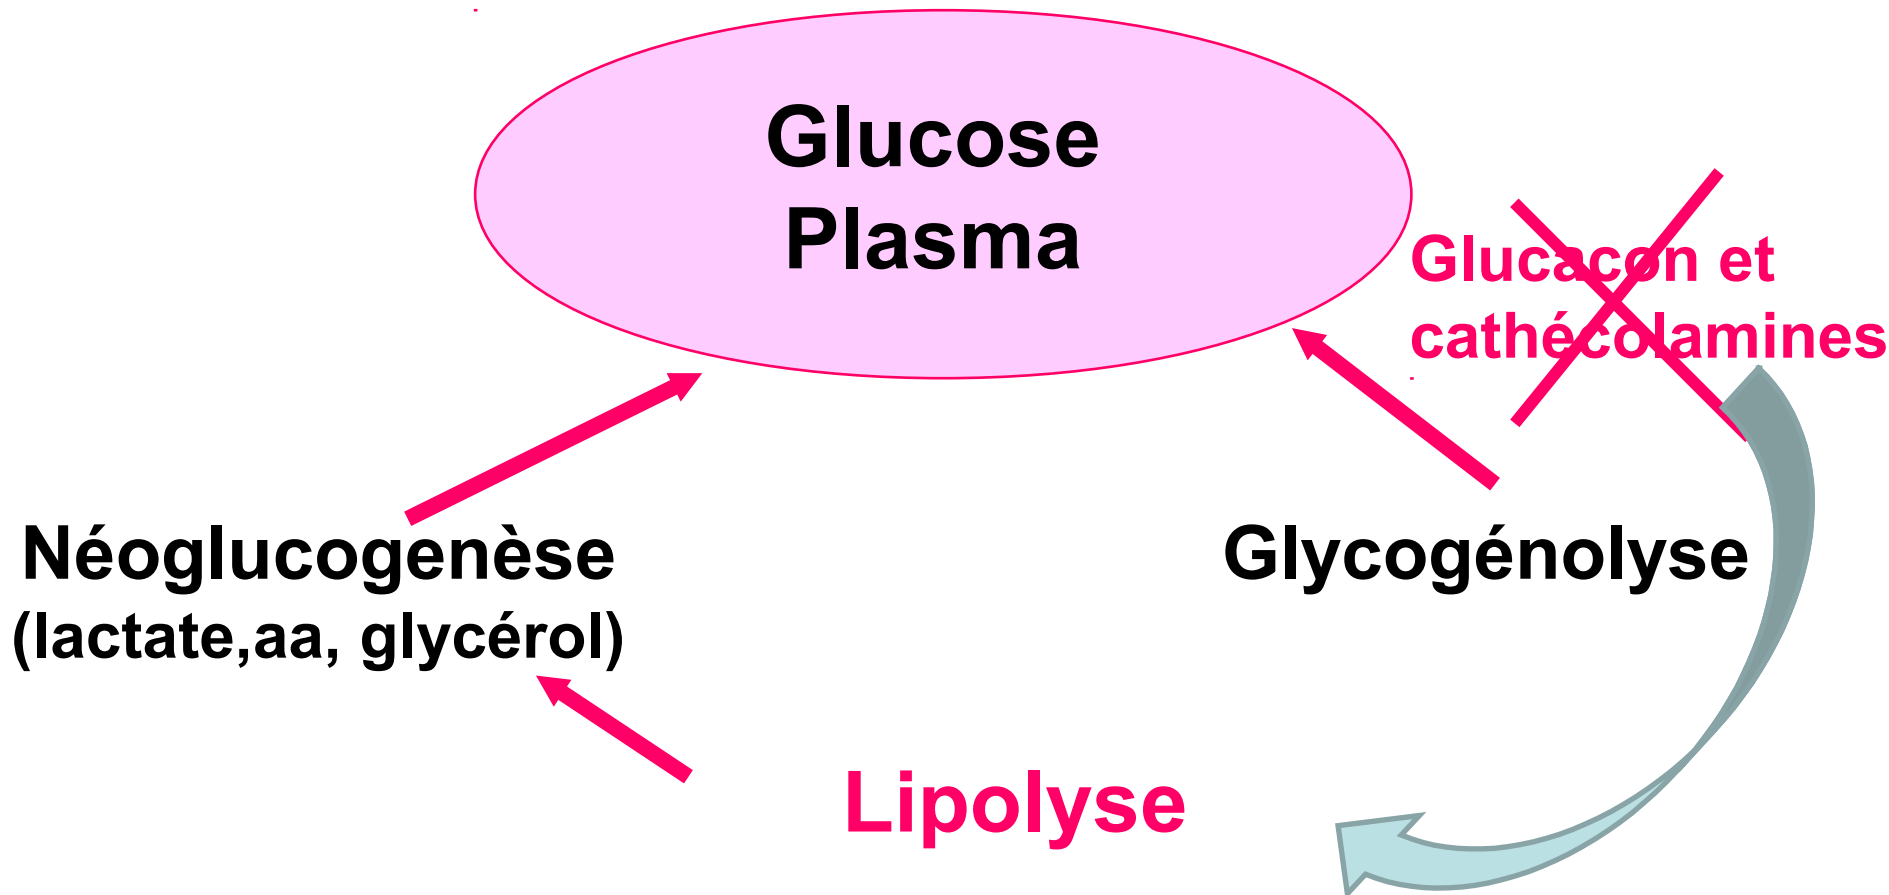 Glucose
Plasma
Glucacon et
cathécolamines
Néoglucogenèse
(lactate,aa, glycérol)
Glycogénolyse
Lipolyse